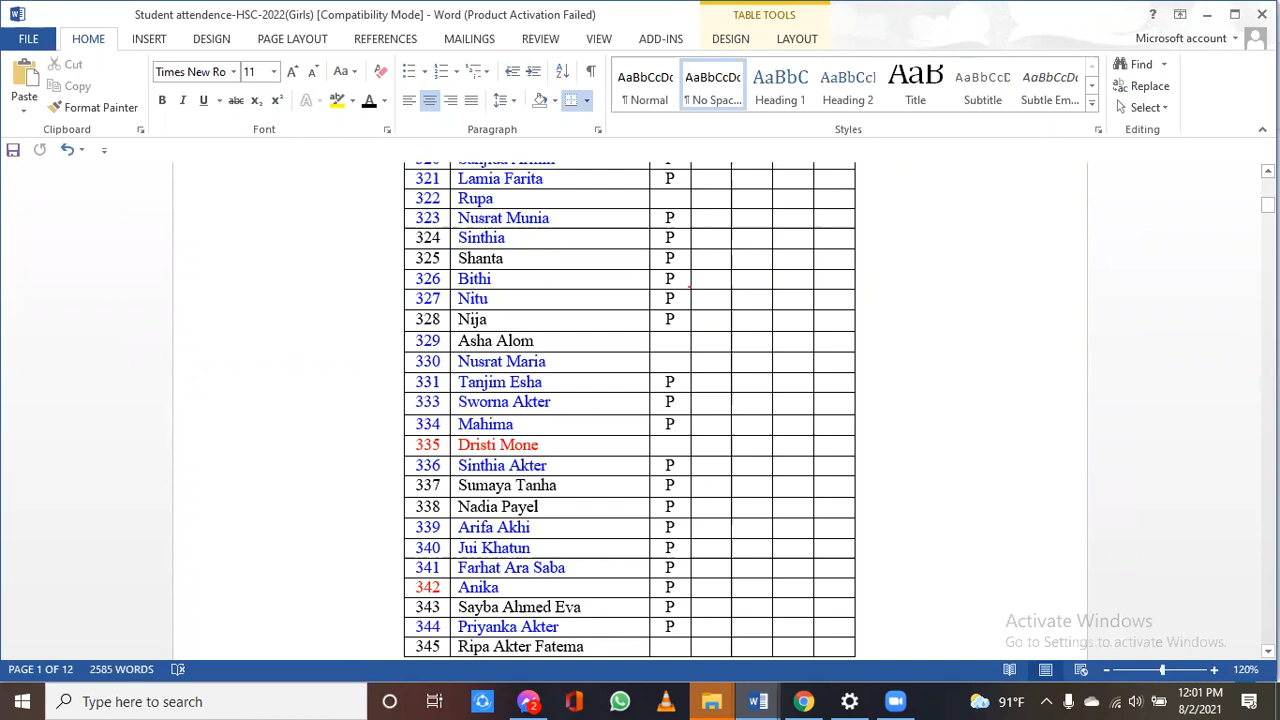 Student attendence-HSC-2022(Girls) [Compatibility Mode] - Word (Product Activation Failed)
TABLE TOOLS
FILE HOME INSERT DESIGN PAGE LAYOUT REFERENCES MAILINGS REVIEW VIEW ADD-INS DESIGN LAYOUT
Microsoft account
Paste
Cut
Copy
Format Painter
Clipboard
Times New Ro 11
Font
Paragraph
AaBbCcDc AaBbCcDc AaBbC AaBbCc AaB AaBbCcD AaBbCcD
¶ Normal ¶ No Spac... Heading Heading 2 Title Subtitle Subtle Em...
Styles
Find
Replace
Select
Editing
321 Lamia Farita P
322 Rupa
323 Nusrat Munia P
324 Sinthia P
325 Shanta P
326 Bithi P
327 Nitu P
328 Nija P
329 Asha Alom
330 Nusrat Maria
331 Tanjim Esha P
333 Sworna Akter P
334 Mahima P
335 Dristi Mone
336 Sinthia Akter P
337 Sumaya Tanha P
338 Nadia Payel P
339 Arifa Akhi P
340 Jui Khatun P
341 Farhat Ara Saba P
342 Anika P
343 Sayba Ahmed Eva P
344 Priyanka Akter P
345 Ripa Akter Fatema
Activate Windows
Go to Settings to activate Windows.
PAGE 1 OF 12 2585 WORDS 120%
Type here to search
2
91°F
12:01 PM
8/2/2021